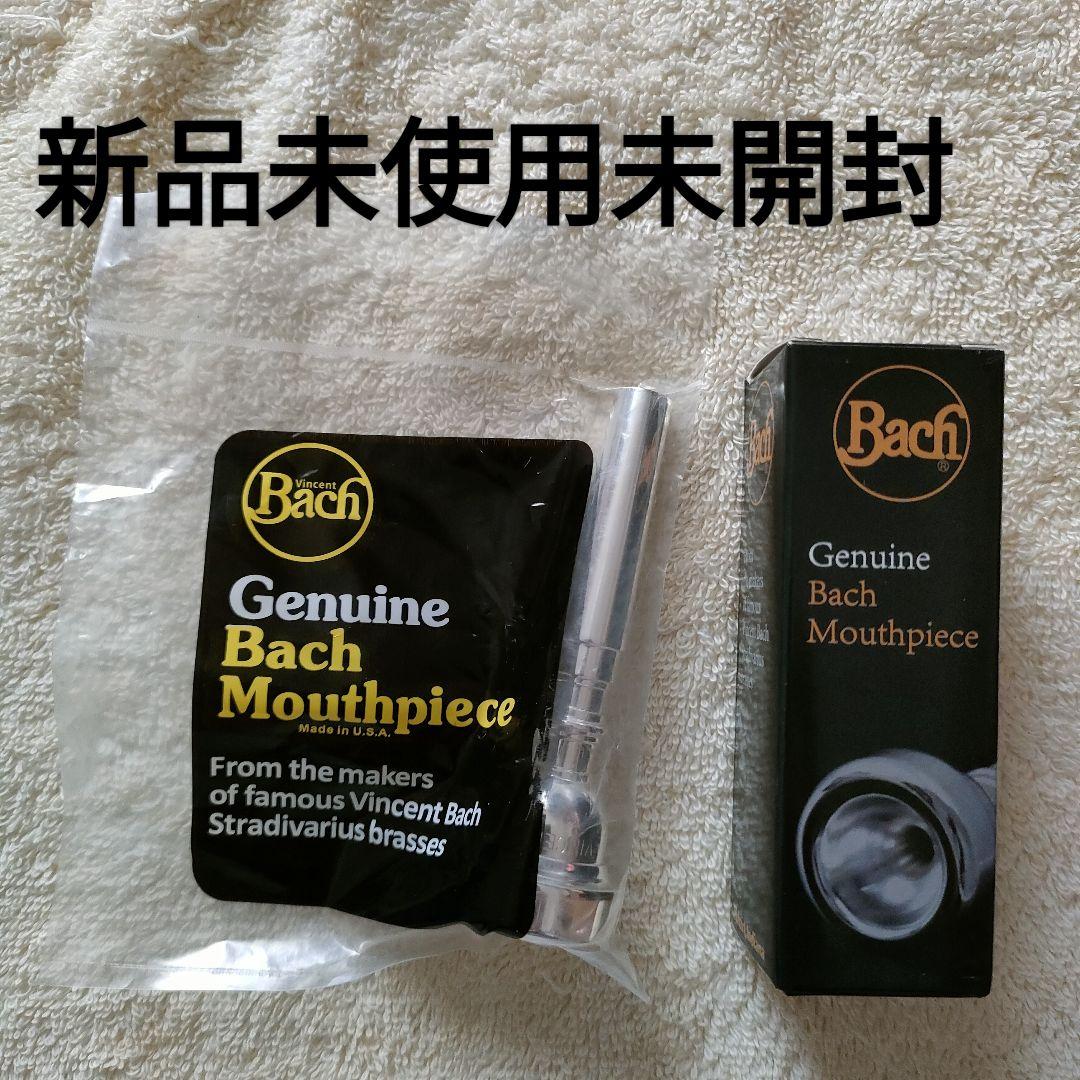 新品未使用未開封
Vincent
Bach
Genuine
Bach
Mouthpiece
Made in U.S.A.
From the makers
of famous Vincent Bach
Stradivarius brasses
Bach
Bach
®
Genuine
Bach
Mouthpiece